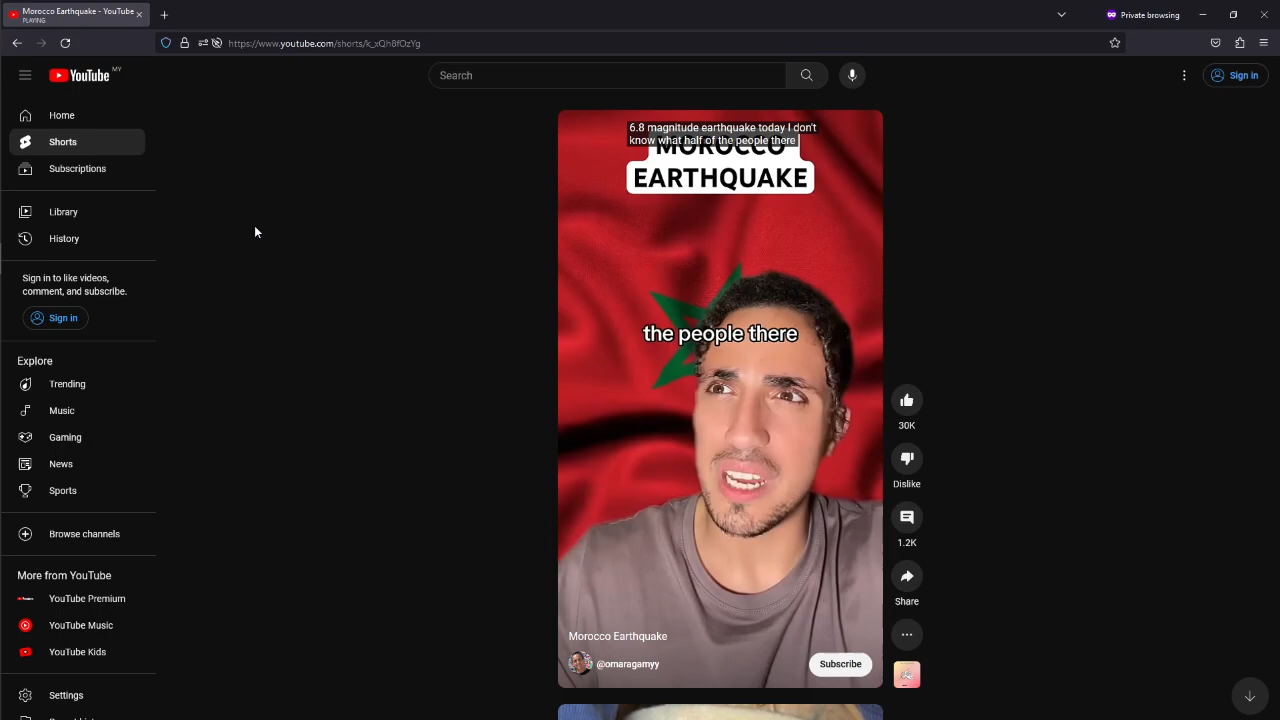 Morocco Earthquake - YouTube
PLAYING
Private browsing
https://www.youtube.com/shorts/k_xQh8fOzYg
YouTube MY
Search
Sign in
Home
Shorts
Subscriptions
Library
History
Sign in to like videos,
comment, and subscribe.
Sign in
Explore
Trending
Music
Gaming
News
Sports
Browse channels
More from YouTube
YouTube Premium
YouTube Music
YouTube Kids
Settings
6.8 magnitude earthquake today I don't
know what half of the people there
MOROCCO
EARTHQUAKE
the people there
Morocco Earthquake
@omaragamyy
Subscribe
30K
Dislike
1.2K
Share